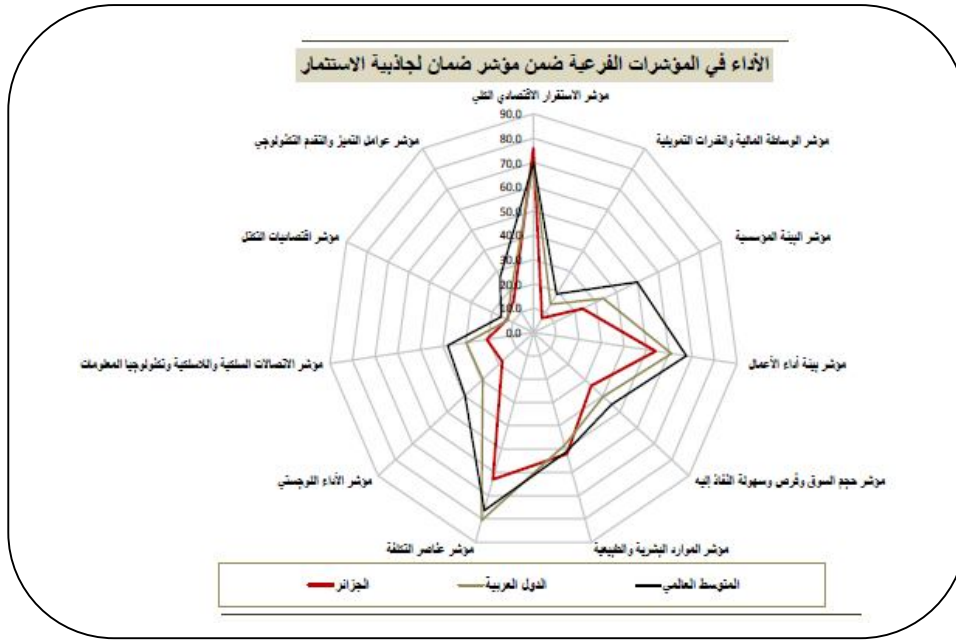 الأداء في المؤشرات الفرعية ضمن مؤشر ضمان لجاذبية الاستثمار
مؤشر الاستقرار الاقتصادي الكلي
90.0
80.0
70.0
60.0
50.0
40.0
30.0
20.0
10.0
0.0
مؤشر الوساطة المالية والقدرات التمويلية
مؤشر البيئة المؤسسية
مؤشر بيئة أداء الأعمال
مؤشر حجم السوق وفرص وسهولة النفاذ إليه
مؤشر الموارد البشرية والطبيعية
مؤشر عناصر التكلفة
مؤشر الأداء اللوجستي
مؤشر الاتصالات السلكية واللاسلكية وتكنولوجيا المعلومات
مؤشر اقتصاديات التكتل
مؤشر عوامل التميز والتقدم التكنولوجي
المتوسط العالمي
الدول العربية
الجزائر